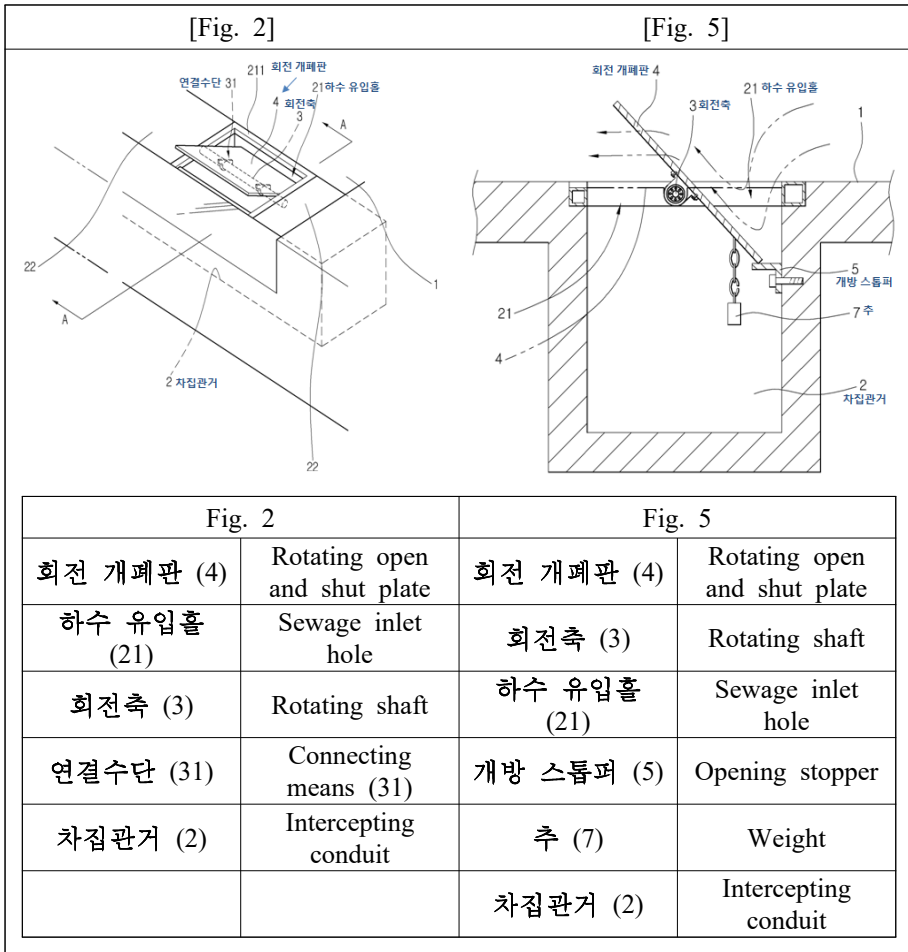 [Fig. 2]
[Fig. 5]
연결수단 31
211
회전 개폐판
4
회전축
3
21 하수 유입홀
A
22
1
A
2 차집관거
22
회전 개폐판 4
3 회전축
21 하수 유입홀
1
21
4
5
개방 스톱퍼
7 추
2
차집관거
Fig. 2
Fig. 5
회전 개폐판 (4)
Rotating open
and shut plate
회전 개폐판 (4)
Rotating open
and shut plate
하수 유입홀
(21)
Sewage inlet
hole
회전축 (3)
Rotating shaft
회전축 (3)
Rotating shaft
하수 유입홀
(21)
Sewage inlet
hole
연결수단 (31)
Connecting
means (31)
개방 스톱퍼 (5)
Opening stopper
차집관거 (2)
Intercepting
conduit
추 (7)
Weight
차집관거 (2)
Intercepting
conduit